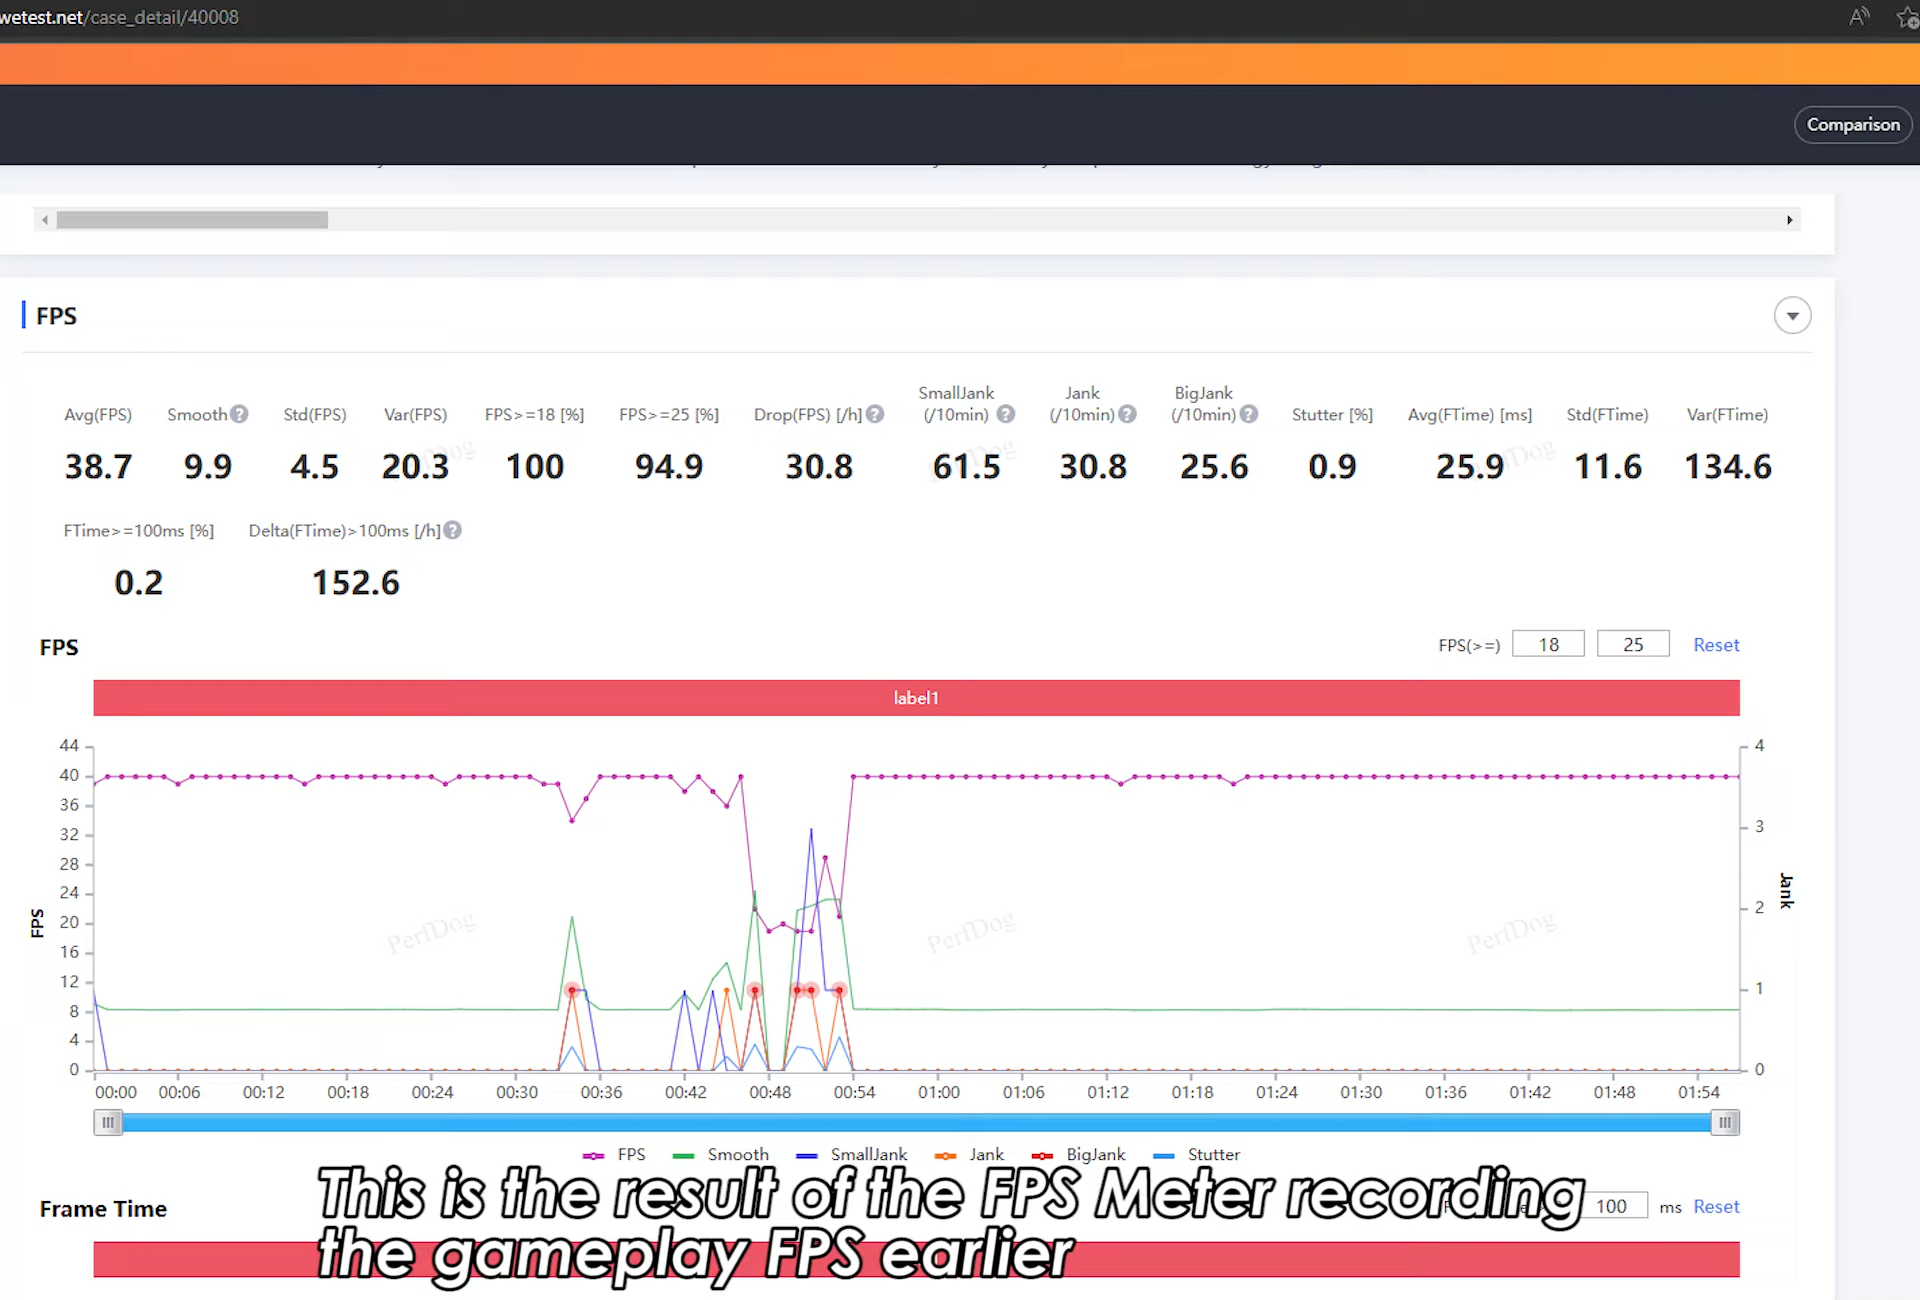 wetest.net/case_detail/40008
Comparison
FPS
Avg(FPS) Smooth Std(FPS) Var(FPS) FPS>=18 [%] FPS>=25 [%] Drop(FPS) [/h] SmallJank (/10min) Jank (/10min) BigJank (/10min) Stutter [%] Avg(FTime) [ms] Std(FTime) Var(FTime)
38.7 9.9 4.5 20.3 100 94.9 30.8 61.5 30.8 25.6 0.9 25.9 11.6 134.6
FTime>=100ms [%] Delta(FTime)>100ms [/h]
0.2 152.6
FPS
FPS(>=) 18 25 Reset
label1
44
40
36
32
28
24
20
16
12
8
4
0
FPS
4
3
2
1
0
Jank
PerfDog PerfDog PerfDog
00:00 00:06 00:12 00:18 00:24 00:30 00:36 00:42 00:48 00:54 01:00 01:06 01:12 01:18 01:24 01:30 01:36 01:42 01:48 01:54
FPS Smooth SmallJank Jank BigJank Stutter
Frame Time
100 ms Reset
This is the result of the FPS Meter recording
the gameplay FPS earlier